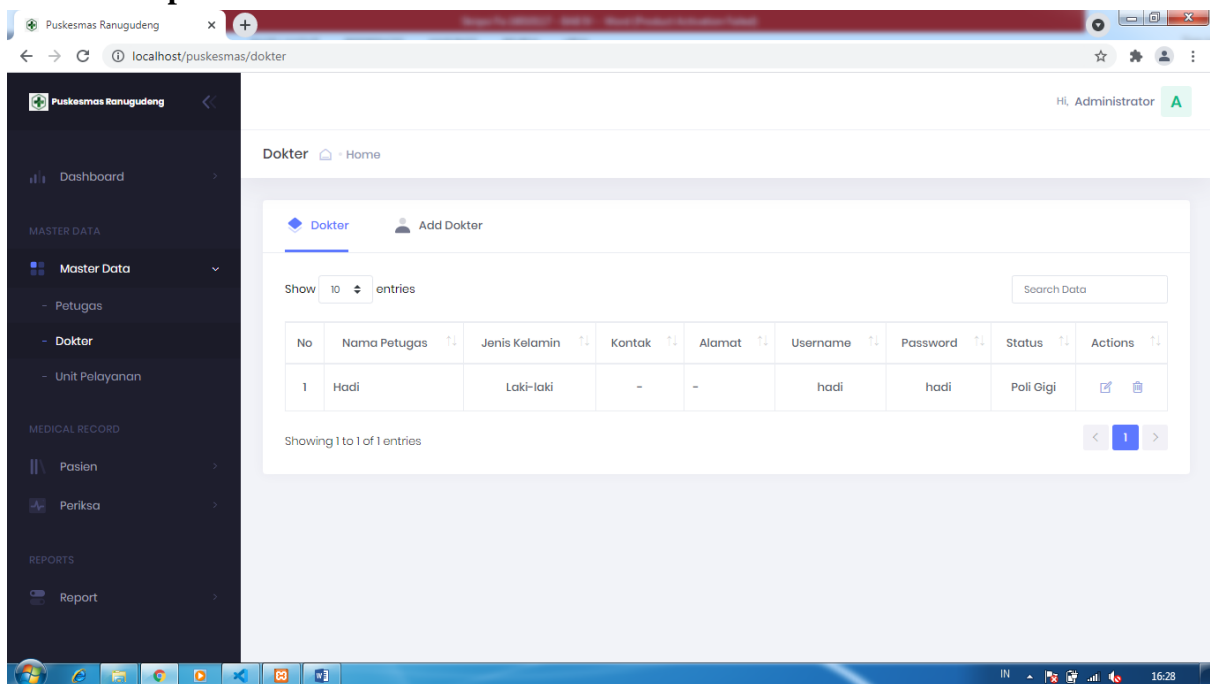 Puskesmas Ranugudeng
localhost/puskesmas/dokter
Puskesmas Ranugudeng
Hi, Administrator A
Dokter - Home
Dashboard
MASTER DATA
Master Data
- Petugas
- Dokter
- Unit Pelayanan
MEDICAL RECORD
Pasien
Periksa
REPORTS
Report
Dokter Add Dokter
Show 10 entries
Search Data
No Nama Petugas Jenis Kelamin Kontak Alamat Username Password Status Actions
1 Hadi Laki-laki - - hadi hadi Poli Gigi
Showing 1 to 1 of 1 entries
< 1 >
IN 16:28